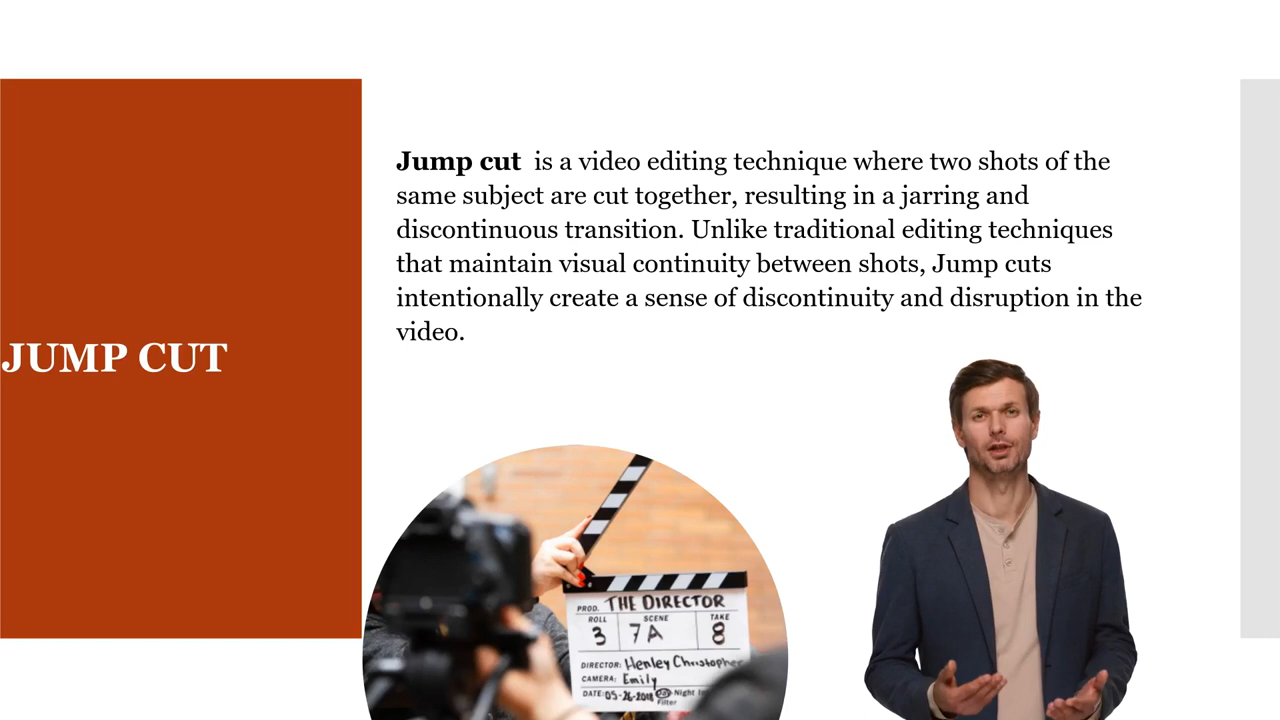 Jump cut is a video editing technique where two shots of the
same subject are cut together, resulting in a jarring and
discontinuous transition. Unlike traditional editing techniques
that maintain visual continuity between shots, Jump cuts
intentionally create a sense of discontinuity and disruption in the
video.
JUMP CUT
PROD. THE DIRECTOR
ROLL SCENE TAKE
3 7A 8
DIRECTOR: Henley Christopher
CAMERA: Emily
DATE: 05-26-2018 Day Night
Filter